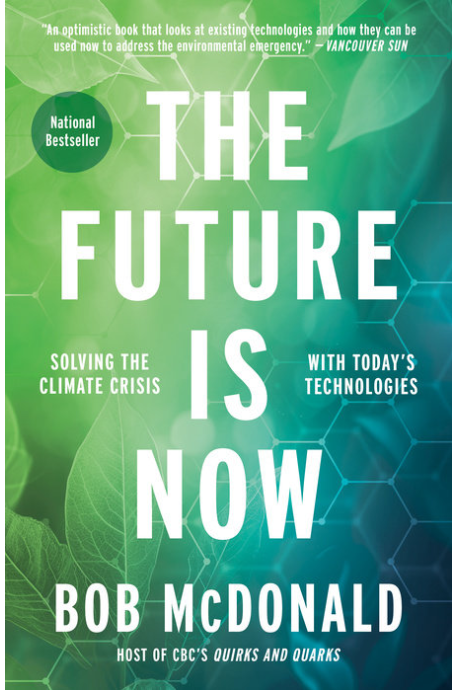 "An optimistic book that looks at existing technologies and how they can be
used now to address the environmental emergency." — VANCOUVER SUN
National
Bestseller
THE
FUTURE
IS
NOW
SOLVING THE
CLIMATE CRISIS
WITH TODAY'S
TECHNOLOGIES
BOB McDONALD
HOST OF CBC'S QUIRKS AND QUARKS